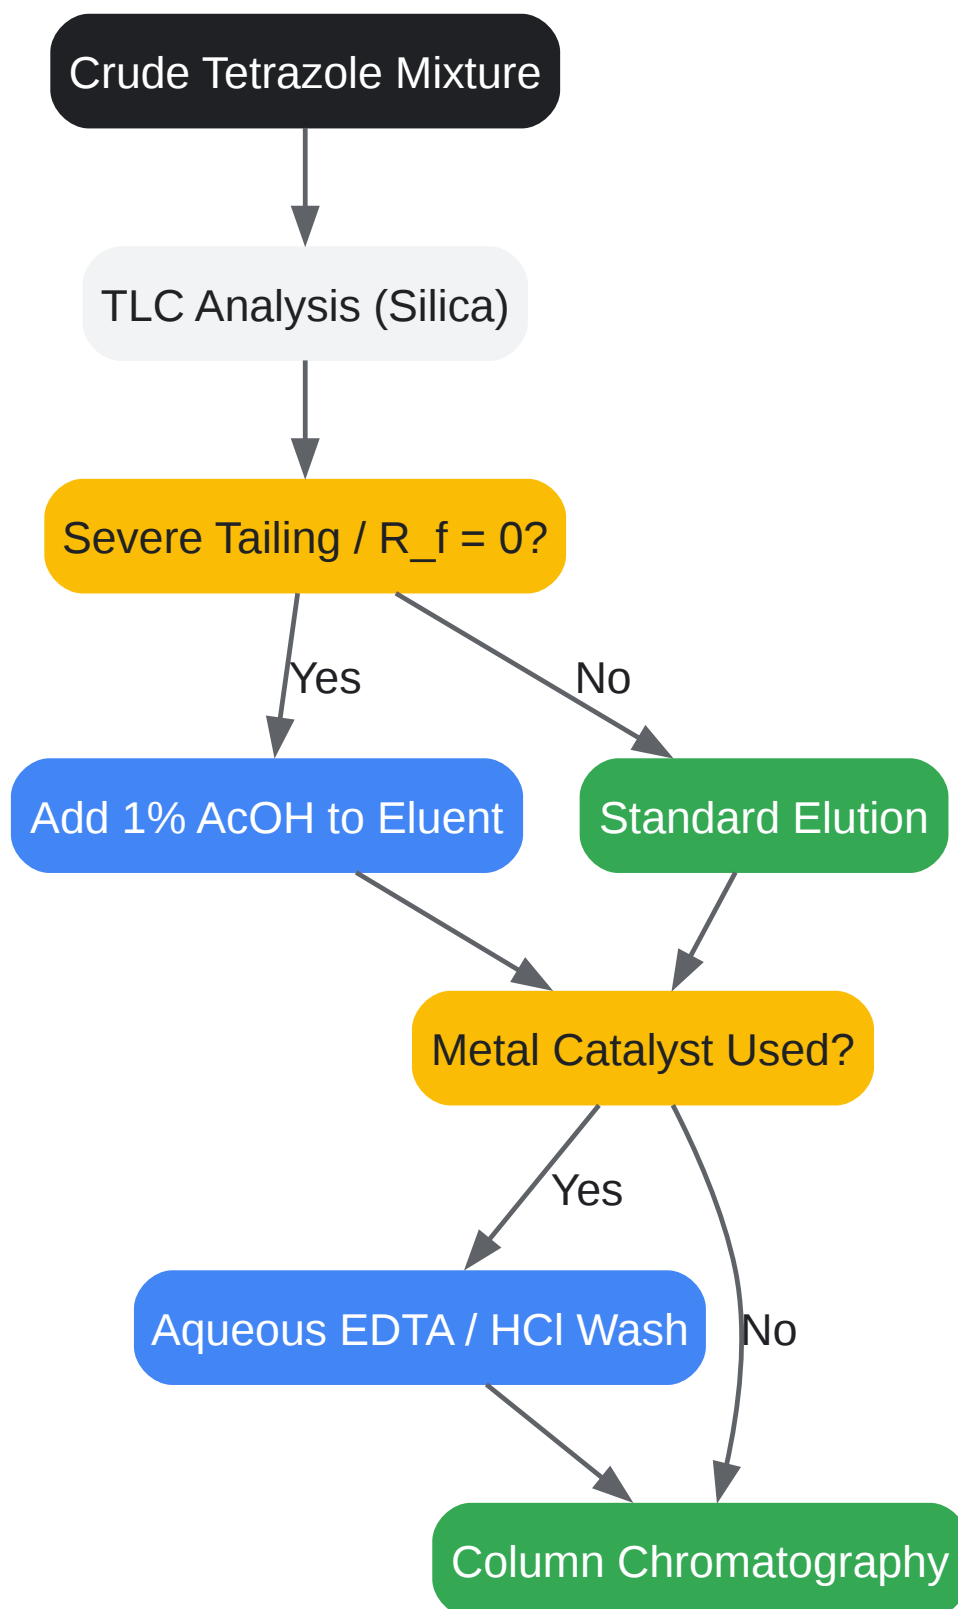 Crude Tetrazole Mixture
TLC Analysis (Silica)
Severe Tailing / R_f = 0?
Yes
No
Add 1% AcOH to Eluent
Standard Elution
Metal Catalyst Used?
Yes
Aqueous EDTA / HCl Wash
No
Column Chromatography